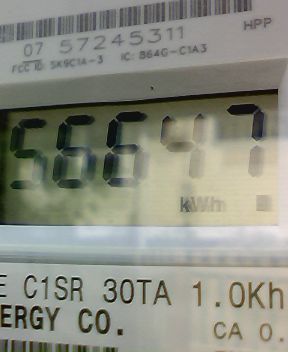 07 57245311
HPP
FCC ID: SK9C1A-3 IC: 864G-C1A3
56647
kWh
E C1SR 30TA 1.0Kh
ERGY CO.
CA 0.